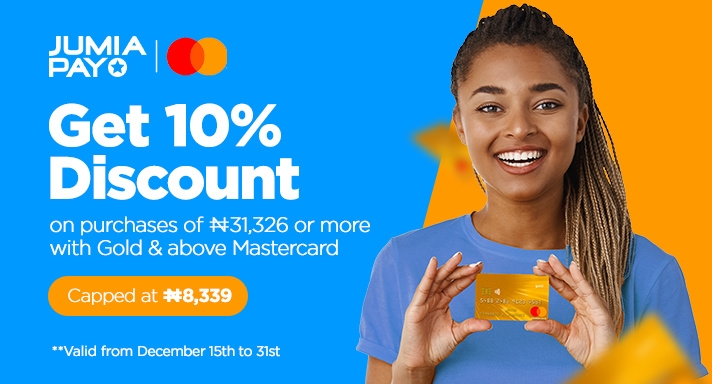 JUMIA
PAY
Get 10%
Discount
on purchases of ₦31,326 or more
with Gold & above Mastercard
Capped at ₦8,339
**Valid from December 15th to 31st